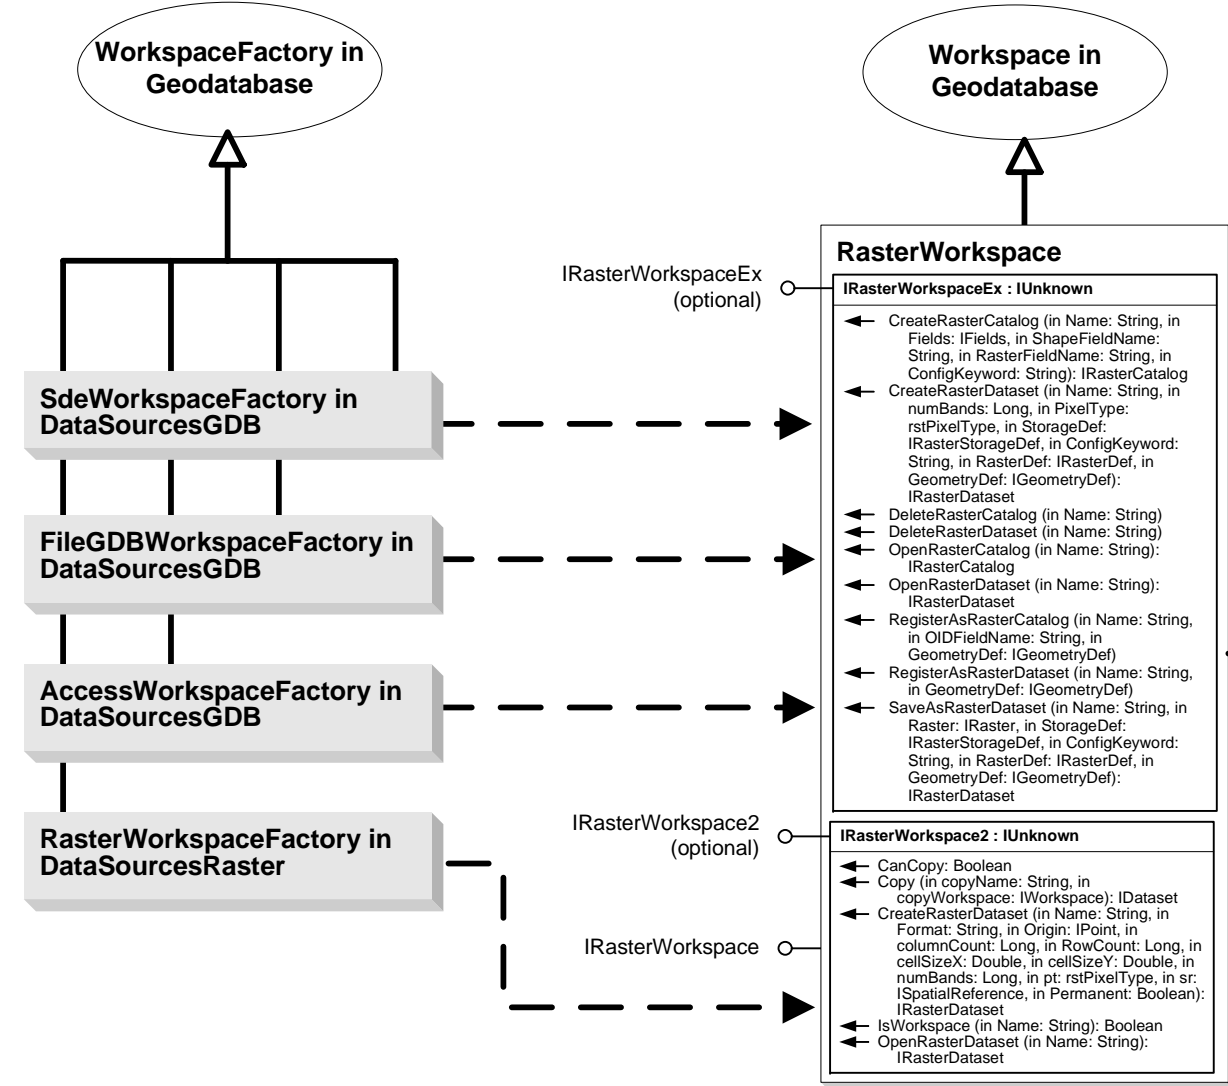 WorkspaceFactory in
Geodatabase
Workspace in
Geodatabase
SdeWorkspaceFactory in
DataSourcesGDB
FileGDBWorkspaceFactory in
DataSourcesGDB
AccessWorkspaceFactory in
DataSourcesGDB
RasterWorkspaceFactory in
DataSourcesRaster
IRasterWorkspaceEx
(optional)
IRasterWorkspace2
(optional)
IRasterWorkspace
RasterWorkspace
IRasterWorkspaceEx : IUnknown
CreateRasterCatalog (in Name: String, in
Fields: IFields, in ShapeFieldName:
String, in RasterFieldName: String, in
ConfigKeyword: String): IRasterCatalog
CreateRasterDataset (in Name: String, in
numBands: Long, in PixelType:
rstPixelType, in StorageDef:
IRasterStorageDef, in ConfigKeyword:
String, in RasterDef: IRasterDef, in
GeometryDef: IGeometryDef):
IRasterDataset
DeleteRasterCatalog (in Name: String)
DeleteRasterDataset (in Name: String)
OpenRasterCatalog (in Name: String):
IRasterCatalog
OpenRasterDataset (in Name: String):
IRasterDataset
RegisterAsRasterCatalog (in Name: String,
in OIDFieldName: String, in
GeometryDef: IGeometryDef)
RegisterAsRasterDataset (in Name: String,
in GeometryDef: IGeometryDef)
SaveAsRasterDataset (in Name: String, in
Raster: IRaster, in StorageDef:
IRasterStorageDef, in ConfigKeyword:
String, in RasterDef: IRasterDef, in
GeometryDef: IGeometryDef):
IRasterDataset
IRasterWorkspace2 : IUnknown
CanCopy: Boolean
Copy (in copyName: String, in
copyWorkspace: IWorkspace): IDataset
CreateRasterDataset (in Name: String, in
Format: String, in Origin: IPoint, in
columnCount: Long, in RowCount: Long, in
cellSizeX: Double, in cellSizeY: Double, in
numBands: Long, in pt: rstPixelType, in sr:
ISpatialReference, in Permanent: Boolean):
IRasterDataset
IsWorkspace (in Name: String): Boolean
OpenRasterDataset (in Name: String):
IRasterDataset